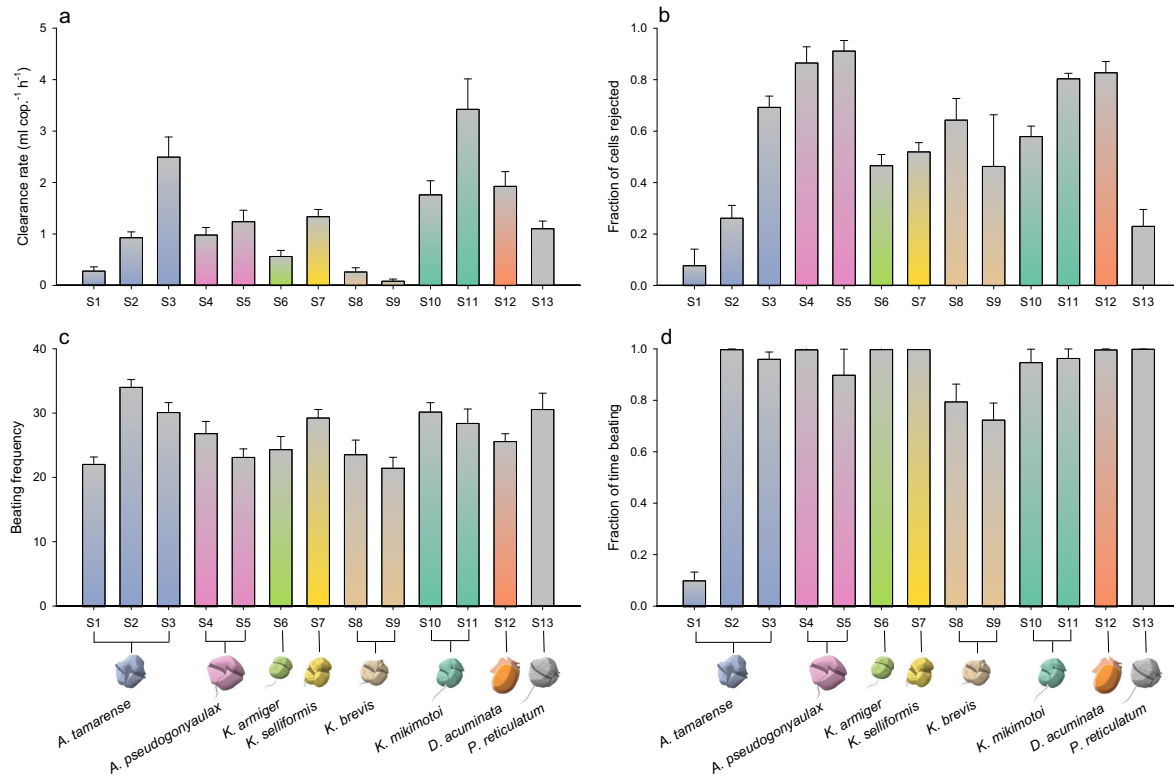 a
Clearance rate (ml cop.-1 h-1)
5
4
3
2
1
0
S1 S2 S3 S4 S5 S6 S7 S8 S9 S10 S11 S12 S13
b
Fraction of cells rejected
1.0
0.8
0.6
0.4
0.2
0.0
S1 S2 S3 S4 S5 S6 S7 S8 S9 S10 S11 S12 S13
c
Beating frequency
40
30
20
10
0
S1 S2 S3 S4 S5 S6 S7 S8 S9 S10 S11 S12 S13
A. tamarense
A. pseudogonyaulax
K. armiger
K. selliformis
K. brevis
K. mikimotoi
D. acuminata
P. reticulatum
d
Fraction of time beating
1.0
0.8
0.6
0.4
0.2
0.0
S1 S2 S3 S4 S5 S6 S7 S8 S9 S10 S11 S12 S13
A. tamarense
A. pseudogonyaulax
K. armiger
K. selliformis
K. brevis
K. mikimotoi
D. acuminata
P. reticulatum